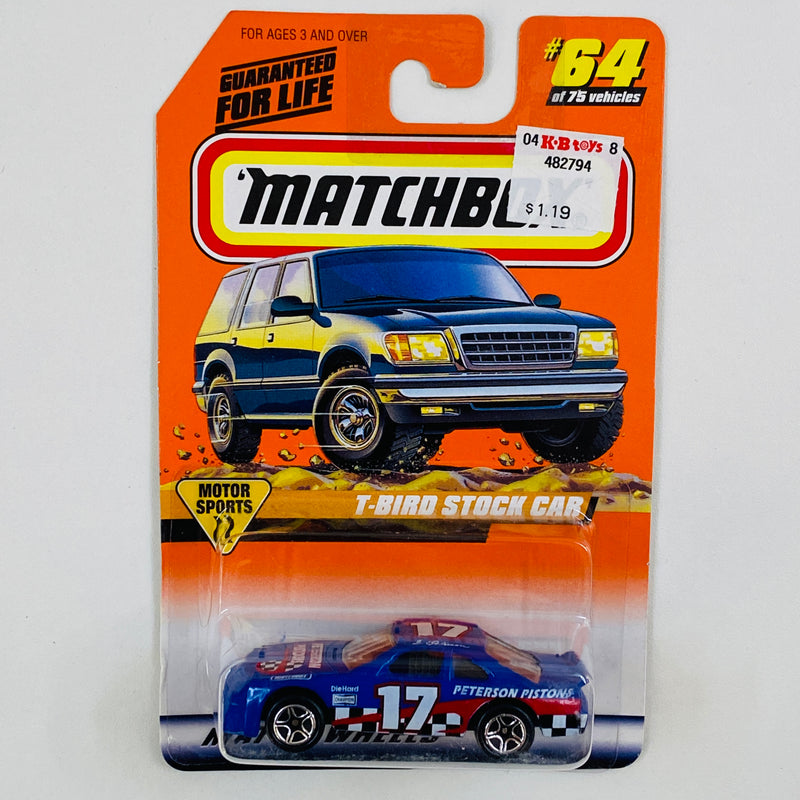 FOR AGES 3 AND OVER
GUARANTEED
FOR LIFE
#64
of 75 vehicles
04 K·B toys 8
482794
$1.19
MATCHBOX
MOTOR
SPORTS
T-BIRD STOCK CAR
17
DieHard
17
PETERSON PISTONS
WHEELS